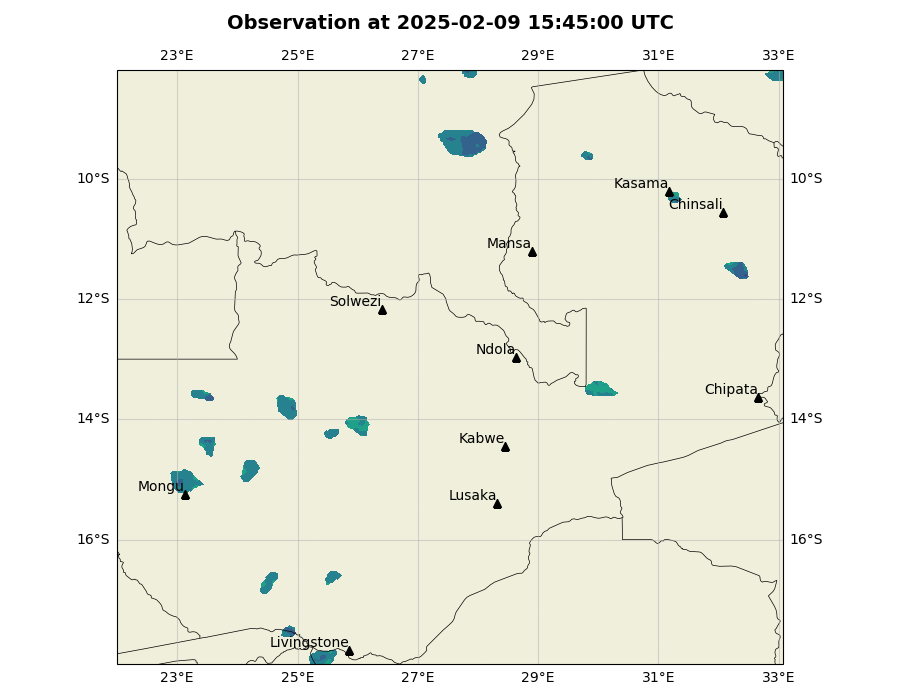 Observation at 2025-02-09 15:45:00 UTC
23°E 25°E 27°E 29°E 31°E 33°E
10°S 10°S
Kasama
Chinsali
Mansa
12°S 12°S
Solwezi
Ndola
Chipata
14°S 14°S
Kabwe
Mongu
Lusaka
16°S 16°S
Livingstone
23°E 25°E 27°E 29°E 31°E 33°E